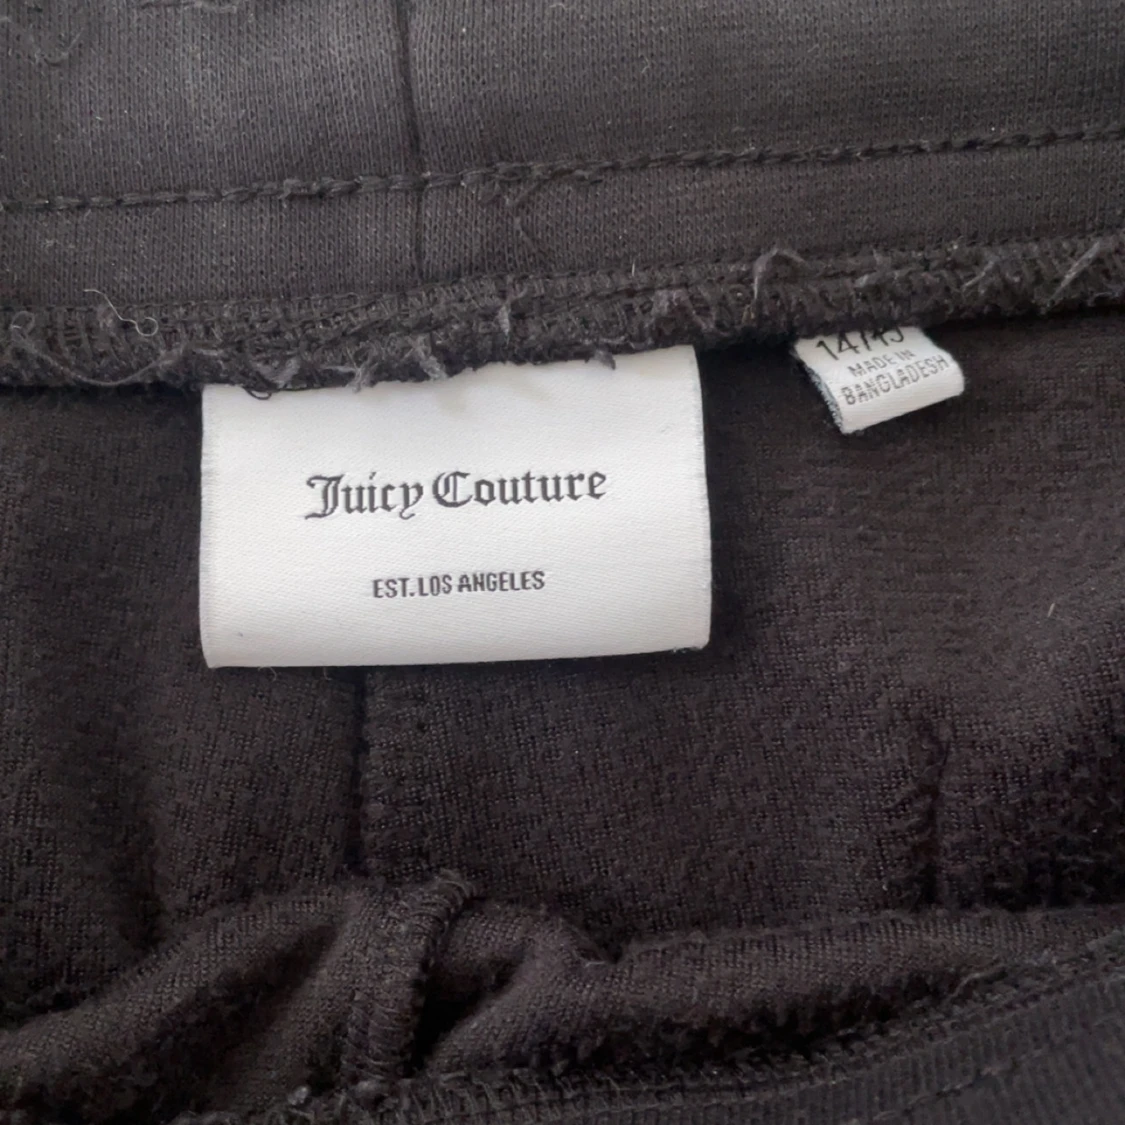 Juicy Couture
EST. LOS ANGELES
14/15
MADE IN
BANGLADESH